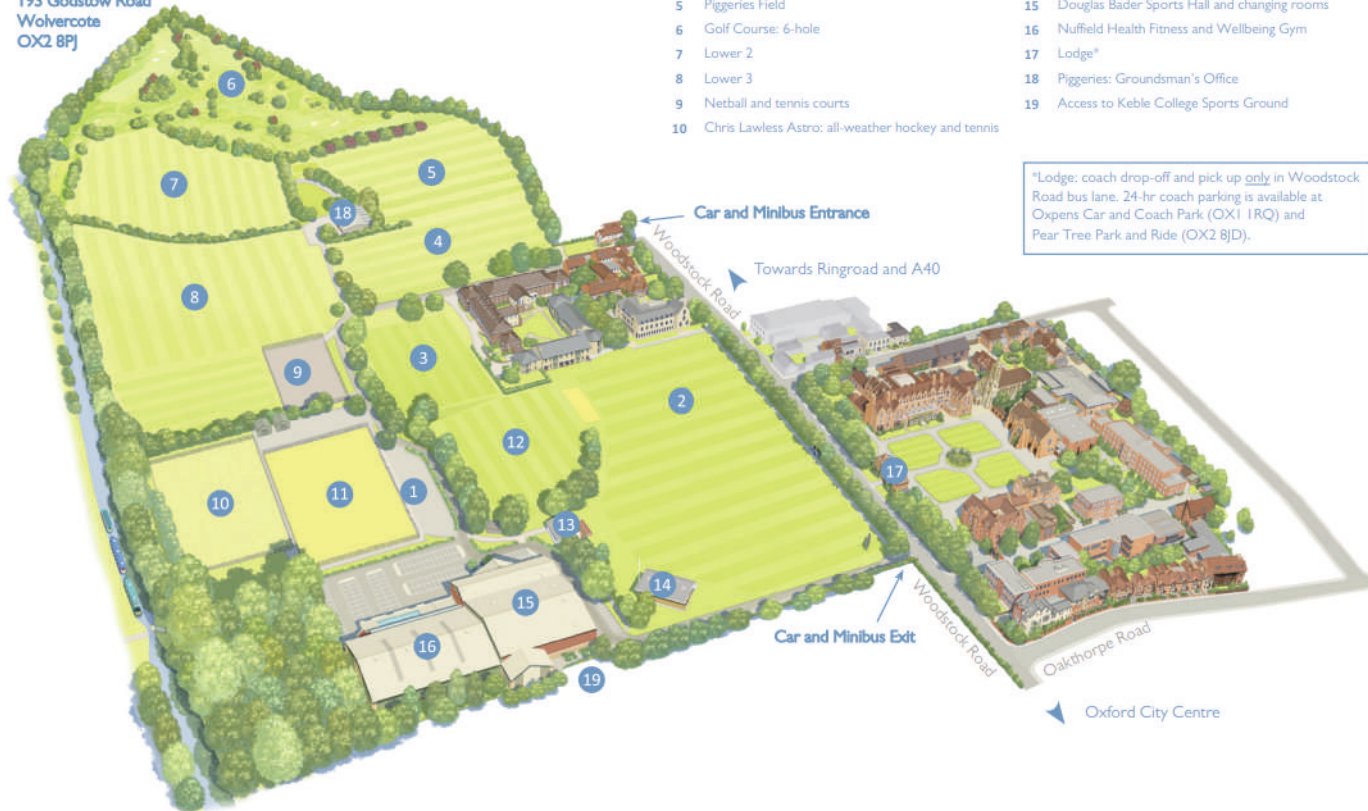 193 Godstow Road
Wolvercote
OX2 8PJ
5 Piggeries Field
6 Golf Course: 6-hole
7 Lower 2
8 Lower 3
9 Netball and tennis courts
10 Chris Lawless Astro: all-weather hockey and tennis
15 Douglas Bader Sports Hall and changing rooms
16 Nuffield Health Fitness and Wellbeing Gym
17 Lodge*
18 Piggeries: Groundsman's Office
19 Access to Keble College Sports Ground
*Lodge: coach drop-off and pick up only in Woodstock
Road bus lane. 24-hr coach parking is available at
Oxpens Car and Coach Park (OX1 1RQ) and
Pear Tree Park and Ride (OX2 8JD).
6
5
7
18
Car and Minibus Entrance
4
Woodstock Road
Towards Ringroad and A40
8
3
9
2
12
17
11
1
10
13
14
15
16
Car and Minibus Exit
Woodstock Road
Oakthorpe Road
19
Oxford City Centre